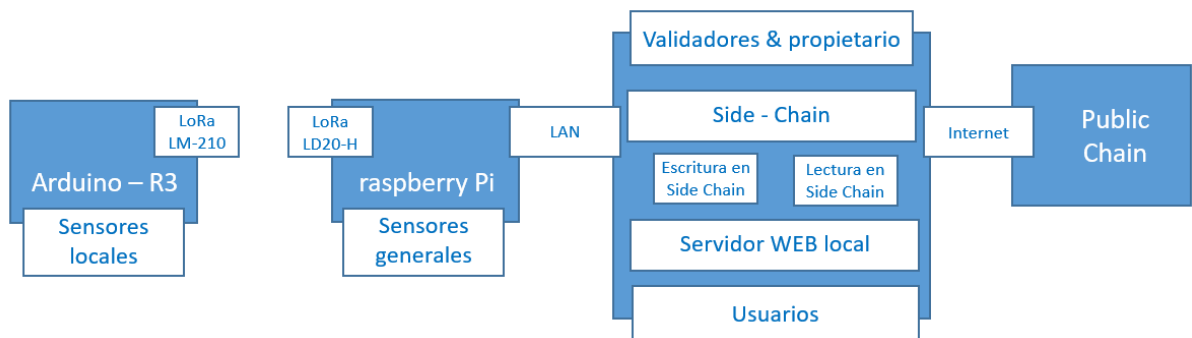 Arduino – R3
LoRa
LM-210
Sensores
locales
LoRa
LD20-H
raspberry Pi
Sensores
generales
LAN
Validadores & propietario
Side - Chain
Escritura en
Side Chain
Lectura en
Side Chain
Servidor WEB local
Usuarios
Internet
Public
Chain